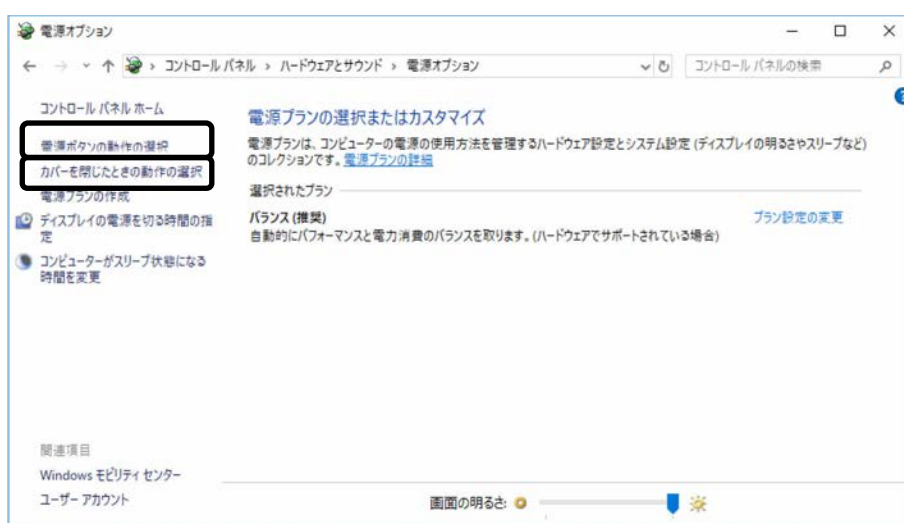 電源オプション
コントロール パネル › ハードウェアとサウンド › 電源オプション
コントロール パネルの検索
コントロール パネル ホーム
電源ボタンの動作の選択
カバーを閉じたときの動作の選択
電源プランの作成
ディスプレイの電源を切る時間の指
定
コンピューターがスリープ状態になる
時間を変更
電源プランの選択またはカスタマイズ
電源プランは、コンピューターの電源の使用方法を管理するハードウェア設定とシステム設定 (ディスプレイの明るさやスリープなど)
のコレクションです。電源プランの詳細
選択されたプラン
バランス (推奨)
プラン設定の変更
自動的にパフォーマンスと電力消費のバランスを取ります。(ハードウェアでサポートされている場合)
関連項目
Windows モビリティ センター
ユーザー アカウント
画面の明るさ: